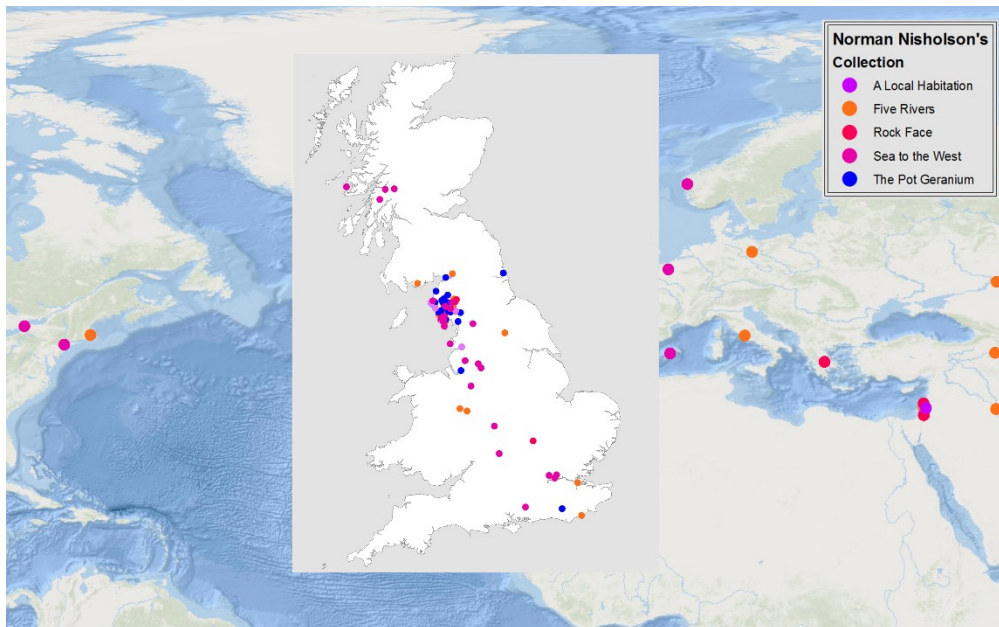 Norman Nisholson's
Collection
A Local Habitation
Five Rivers
Rock Face
Sea to the West
The Pot Geranium